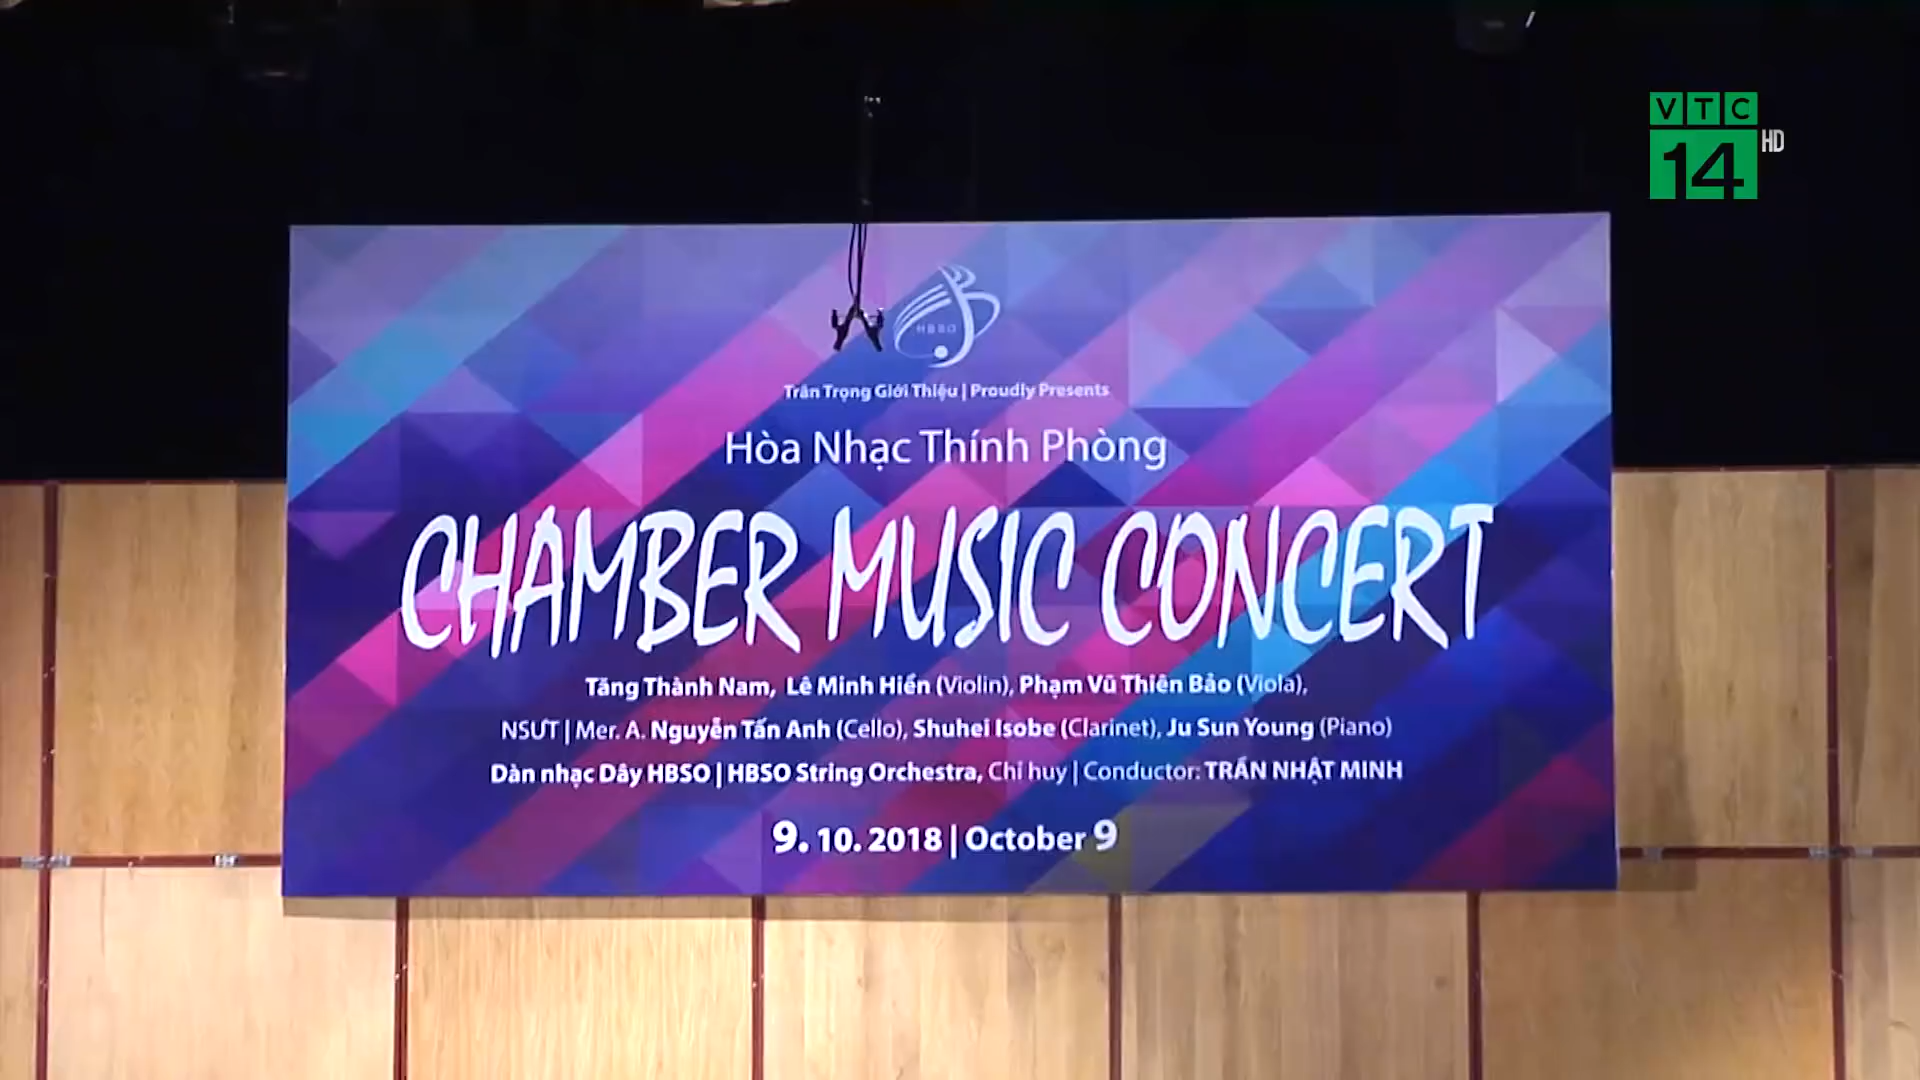 VTC
14 HD
HBSO
Trân Trọng Giới Thiệu | Proudly Presents
Hòa Nhạc Thính Phòng
CHAMBER MUSIC CONCERT
Tăng Thành Nam, Lê Minh Hiền (Violin), Phạm Vũ Thiên Bảo (Viola),
NSƯT | Mer. A. Nguyễn Tấn Anh (Cello), Shuhei Isobe (Clarinet), Ju Sun Young (Piano)
Dàn nhạc Dây HBSO | HBSO String Orchestra, Chỉ huy | Conductor: TRẦN NHẬT MINH
9. 10. 2018 | October 9